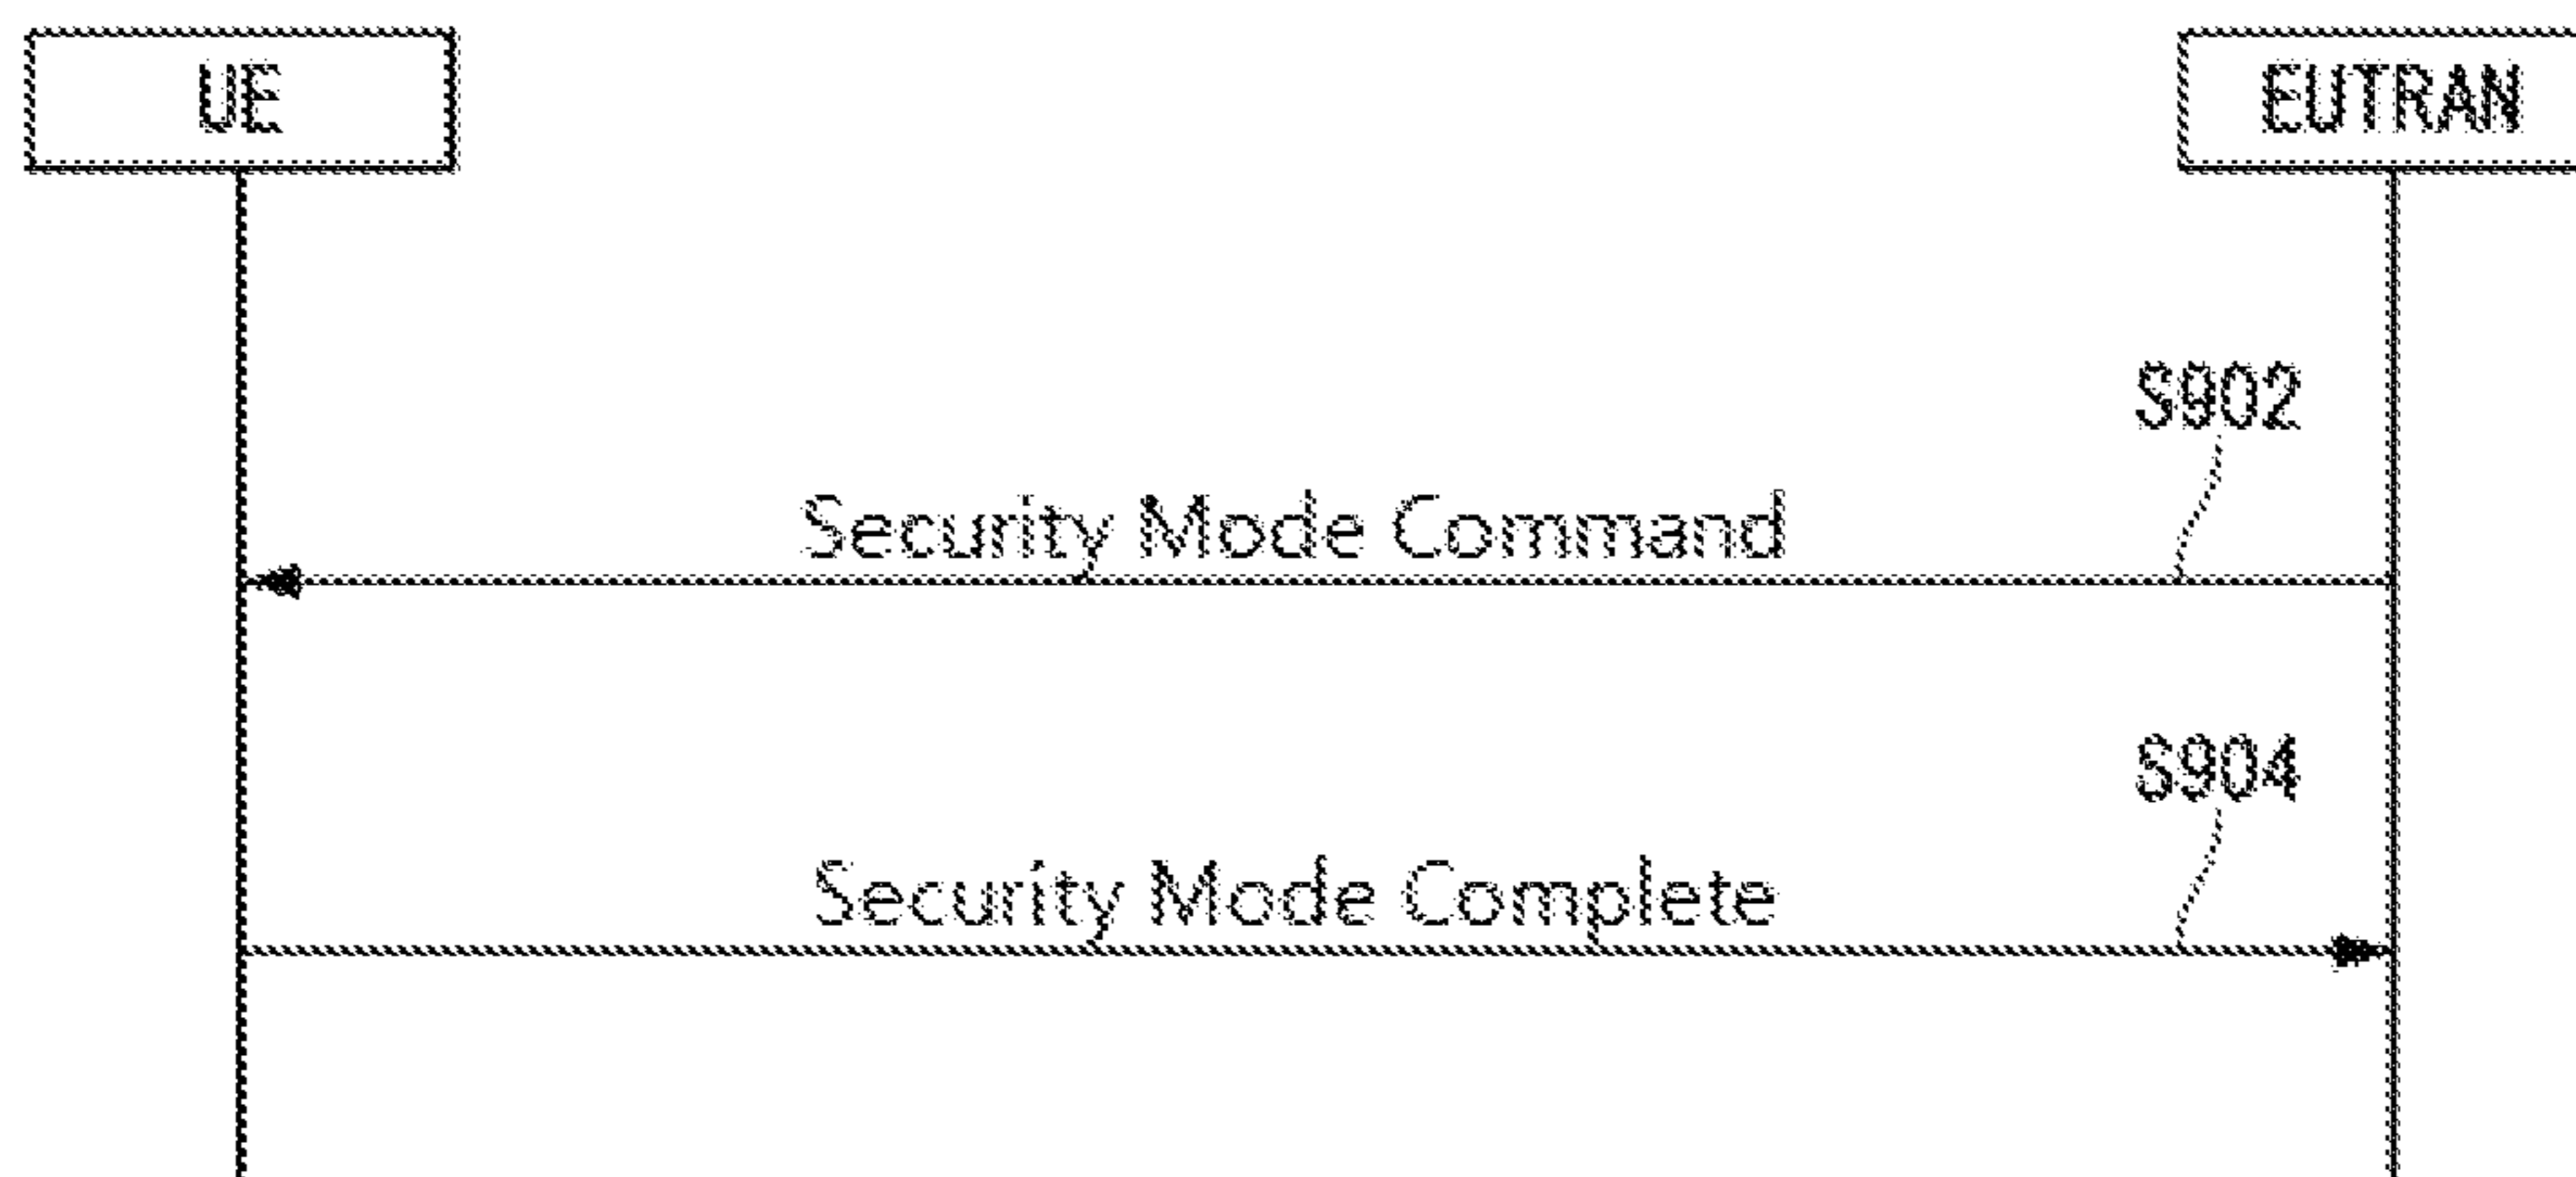 UE
EUTRAN
S902
Security Mode Command
S904
Security Mode Complete